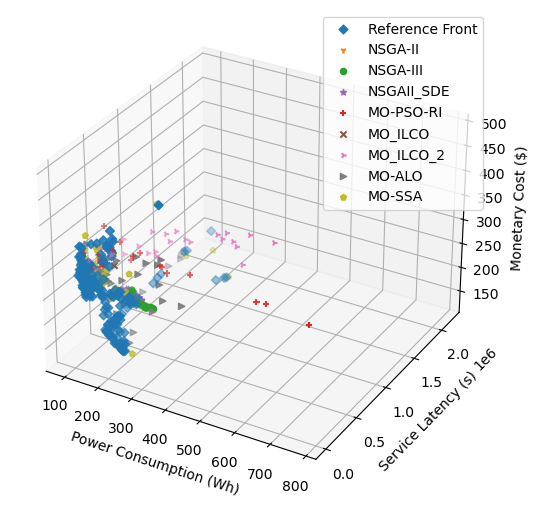 Reference Front
NSGA-II
NSGA-III
NSGAII_SDE
MO-PSO-RI
MO_ILCO
MO_ILCO_2
MO-ALO
MO-SSA
500
450
400
350
300
250
200
150
Monetary Cost ($)
2.0
1.5
1.0
0.5
0.0
1e6
Service Latency (s)
100
200
300
400
500
600
700
800
Power Consumption (Wh)